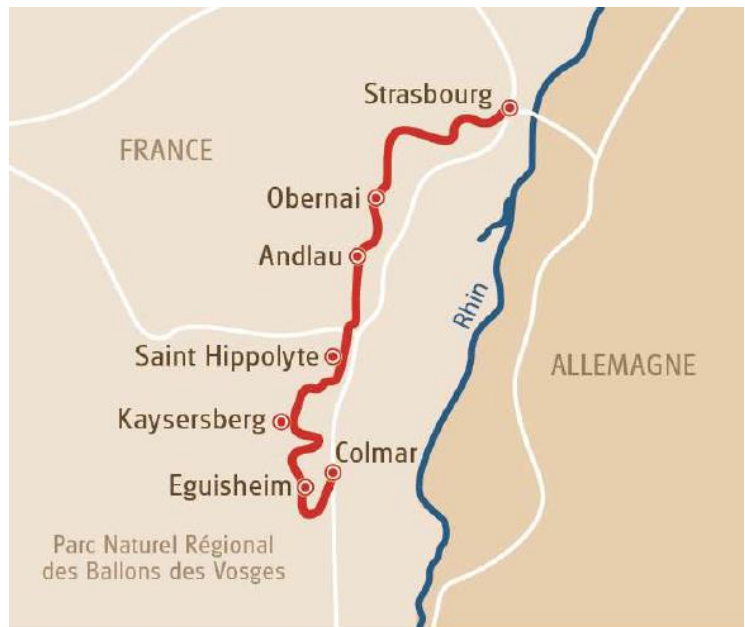 Strasbourg
FRANCE
Obernai
Andlau
Rhin
Saint Hippolyte
ALLEMAGNE
Kaysersberg
Colmar
Eguisheim
Parc Naturel Régional
des Ballons des Vosges